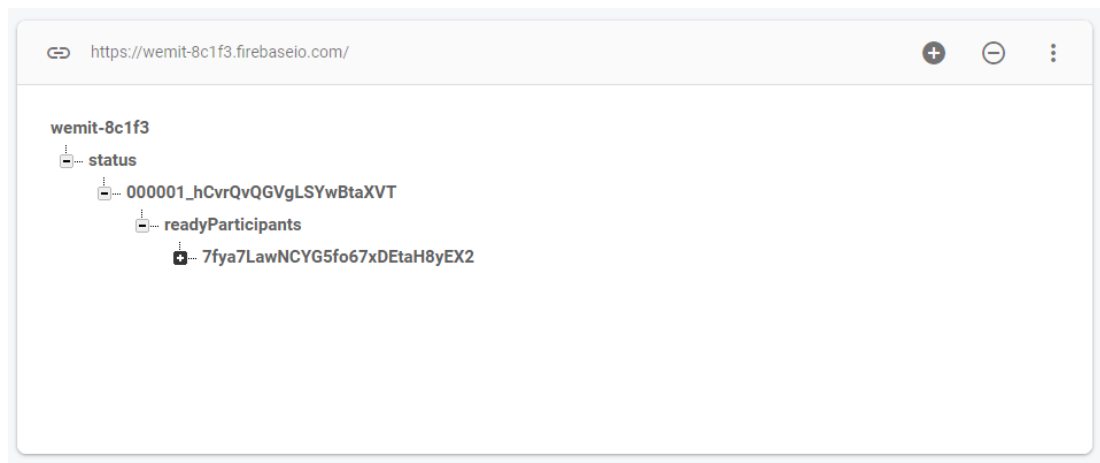 https://wemit-8c1f3.firebaseio.com/
wemit-8c1f3
status
000001_hCvrQvQGVgLSYwBtaXVT
readyParticipants
7fya7LawNCYG5fo67xDEtaH8yEX2